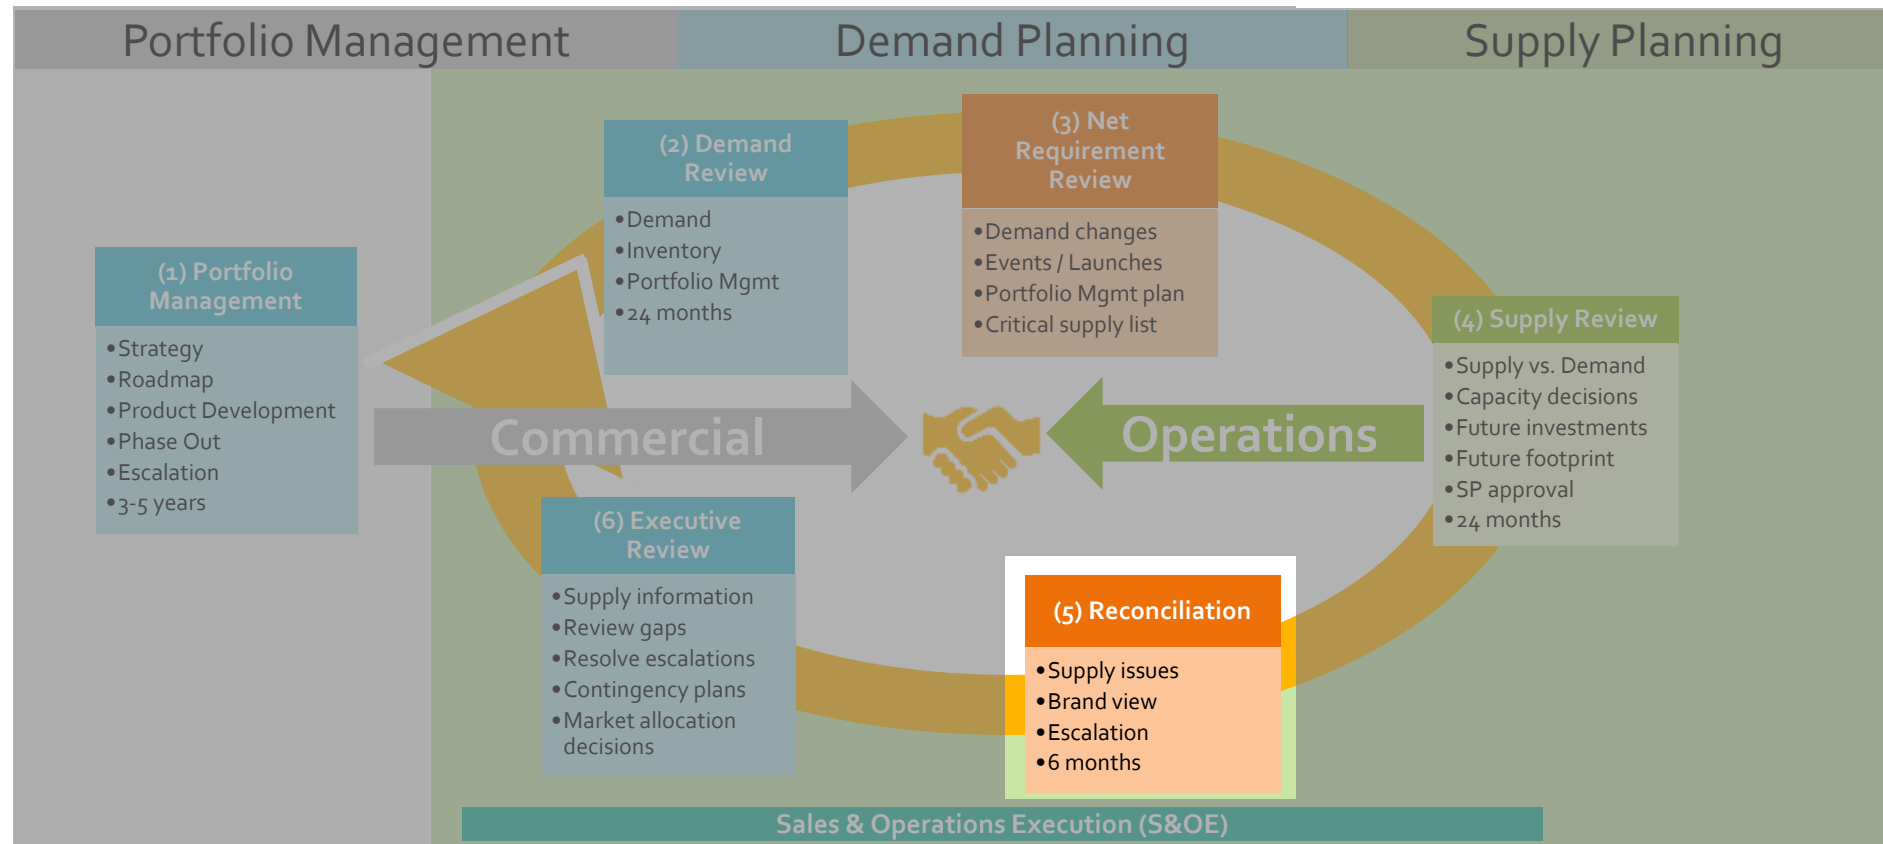 Portfolio Management
Demand Planning
Supply Planning
(1) Portfolio
Management
•Strategy
•Roadmap
•Product Development
•Phase Out
•Escalation
•3-5 years
(2) Demand
Review
•Demand
•Inventory
•Portfolio Mgmt
•24 months
(3) Net
Requirement
Review
•Demand changes
•Events / Launches
•Portfolio Mgmt plan
•Critical supply list
(4) Supply Review
•Supply vs. Demand
•Capacity decisions
•Future investments
•Future footprint
•SP approval
•24 months
Commercial
Operations
(5) Reconciliation
•Supply issues
•Brand view
•Escalation
•6 months
(6) Executive
Review
•Supply information
•Review gaps
•Resolve escalations
•Contingency plans
•Market allocation
decisions
Sales & Operations Execution (S&OE)